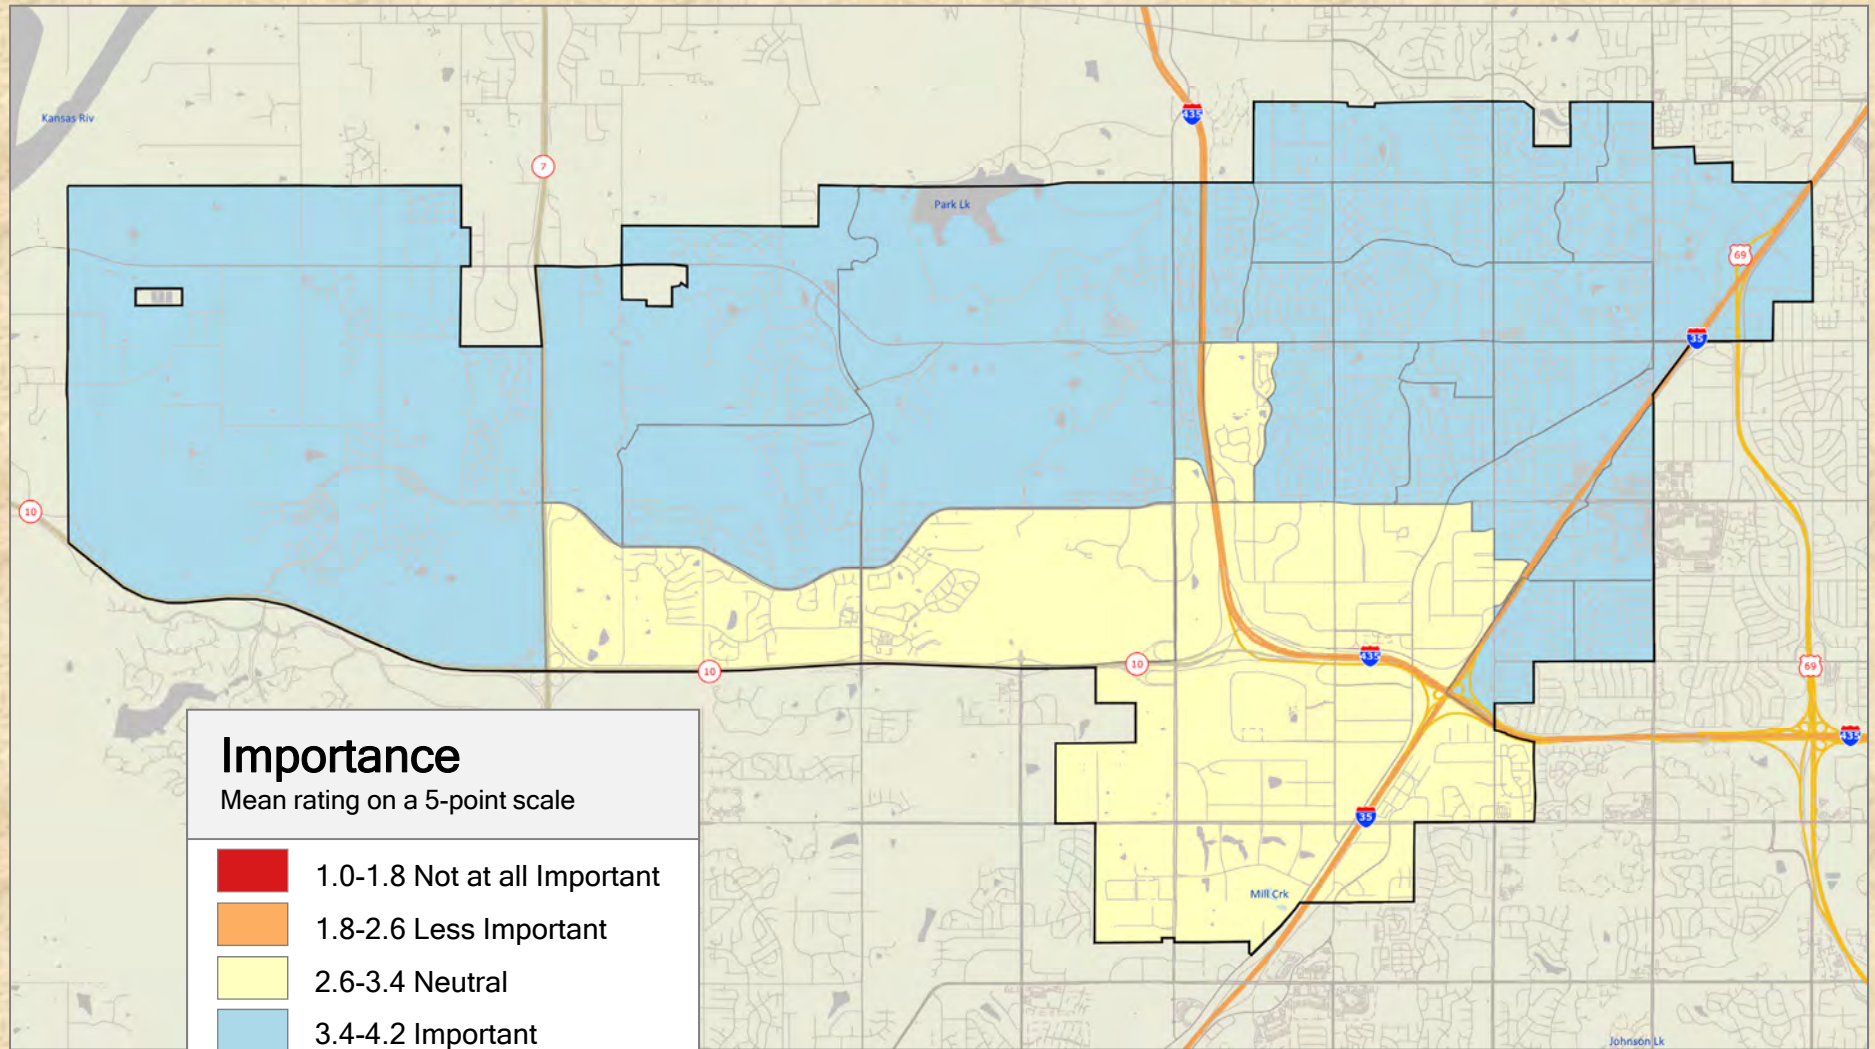 435
Kansas Riv
7
Park Lk
69
35
10
10
10
435
69
435
Importance
Mean rating on a 5-point scale
35
1.0-1.8 Not at all Important
Mill Crk
1.8-2.6 Less Important
2.6-3.4 Neutral
3.4-4.2 Important
Johnson Lk